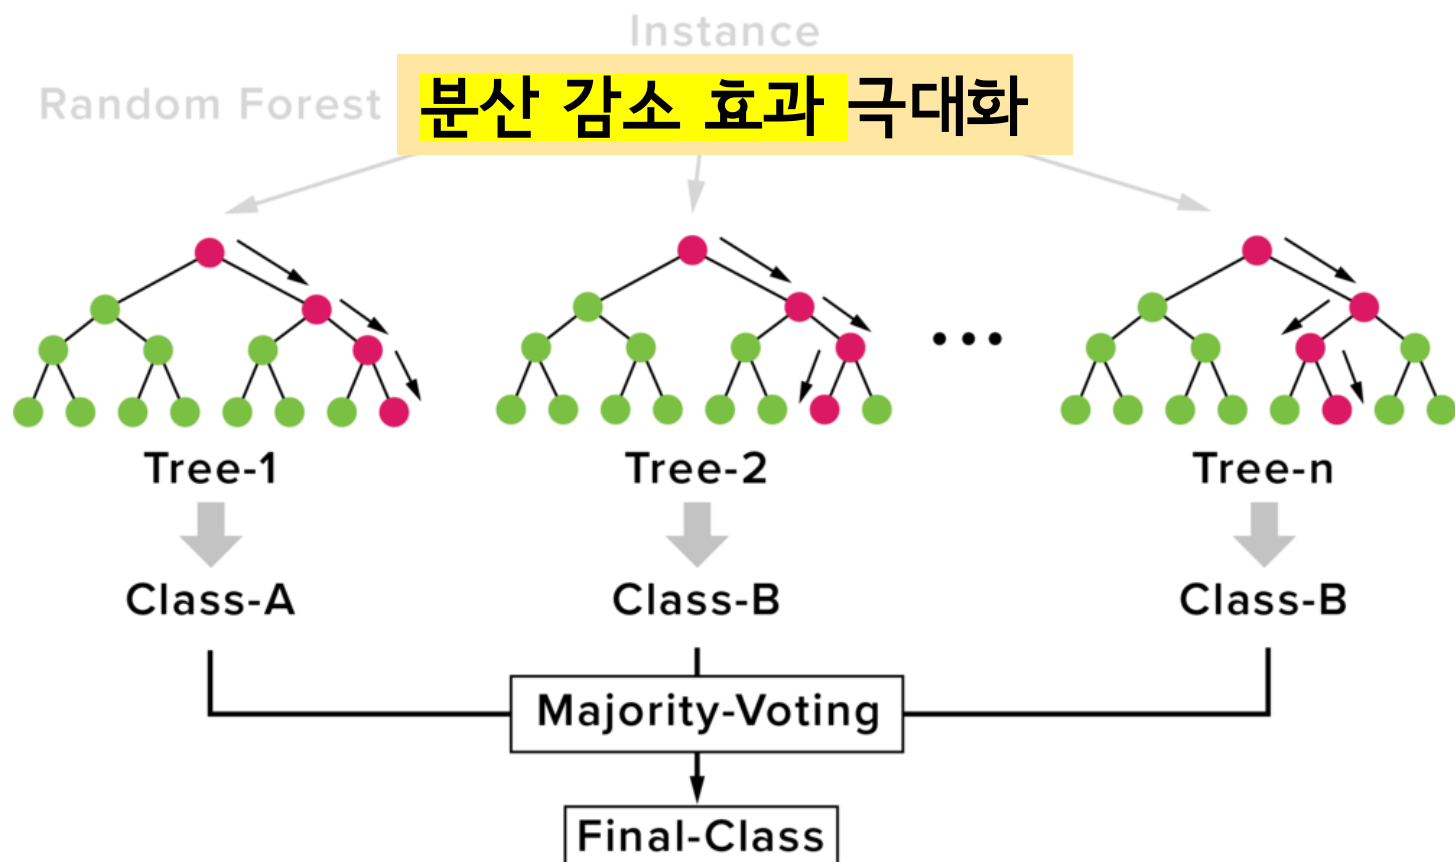 Instance
Random Forest
분산 감소 효과 극대화
Tree-1
Tree-2
Tree-n
Class-A
Class-B
Class-B
Majority-Voting
Final-Class